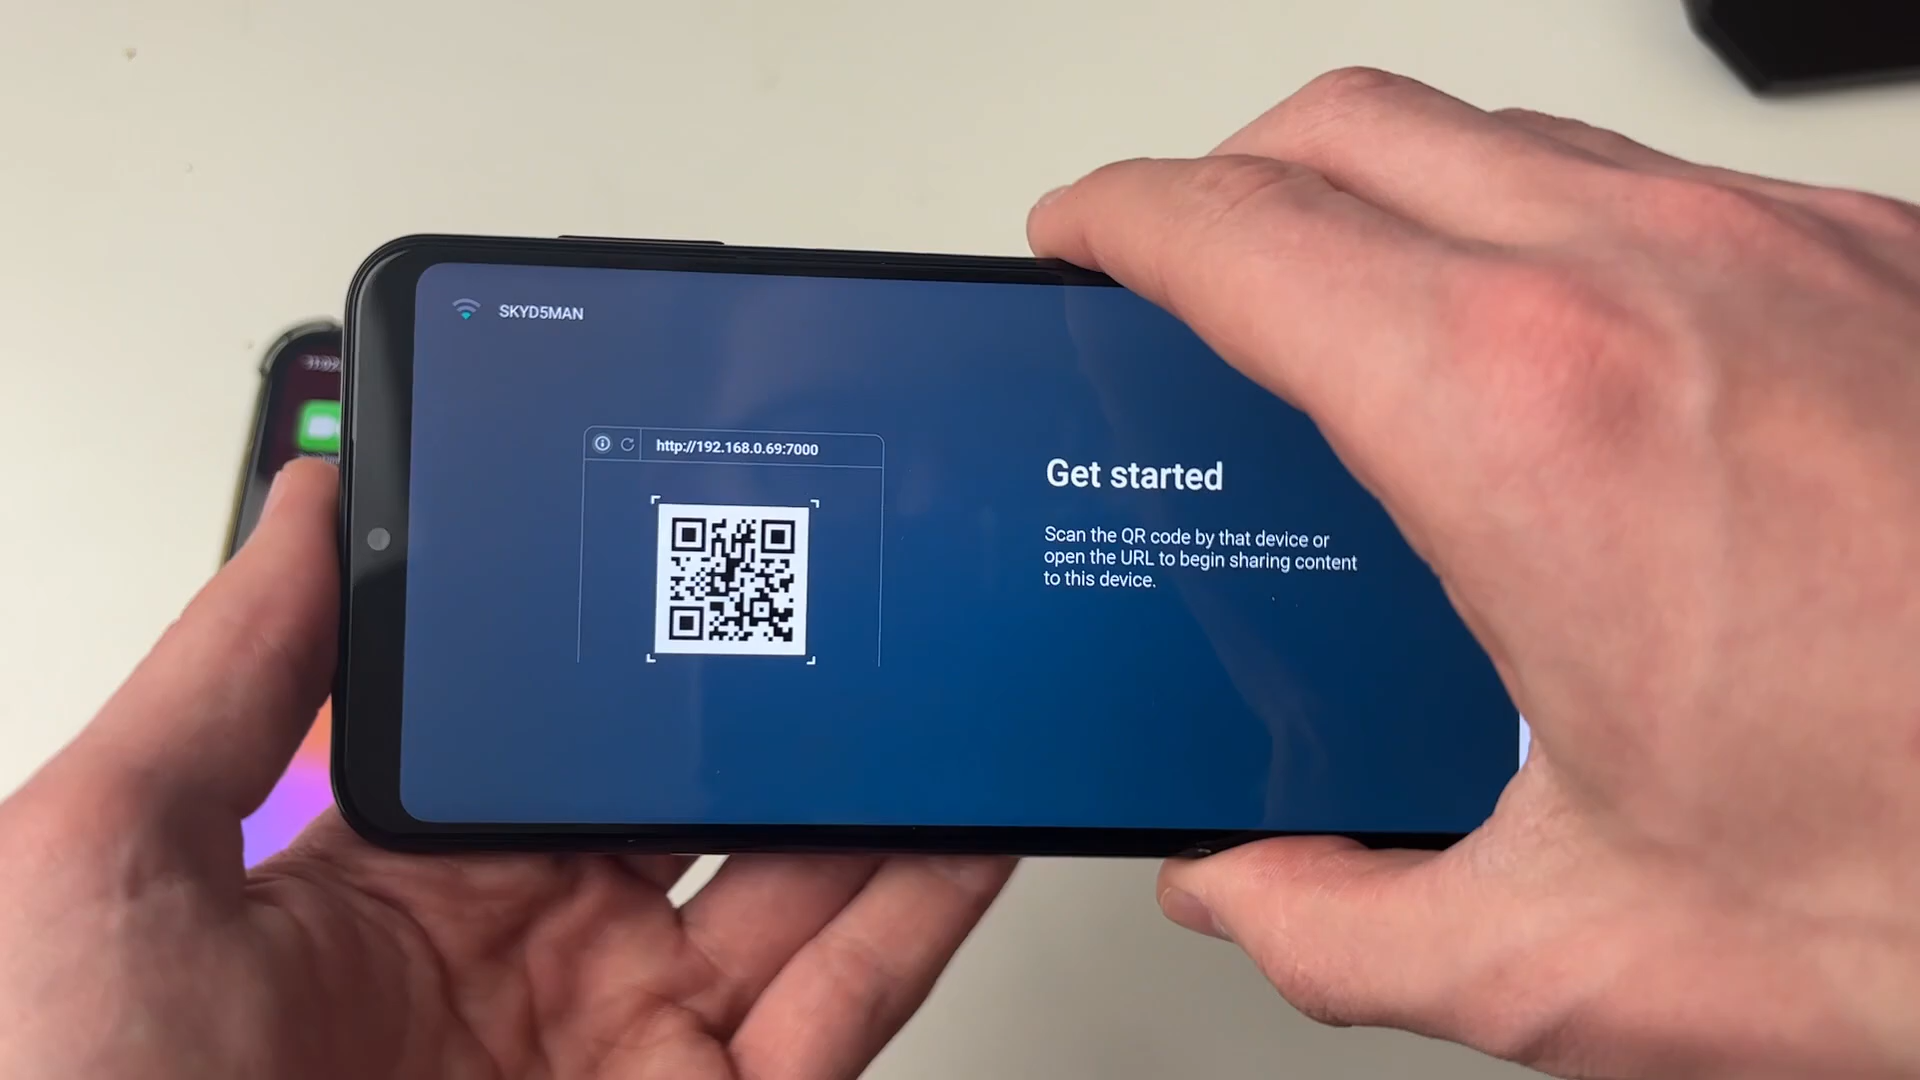 SKYD5MAN
http://192.168.0.69:7000
Get started
Scan the QR code by that device or
open the URL to begin sharing content
to this device.